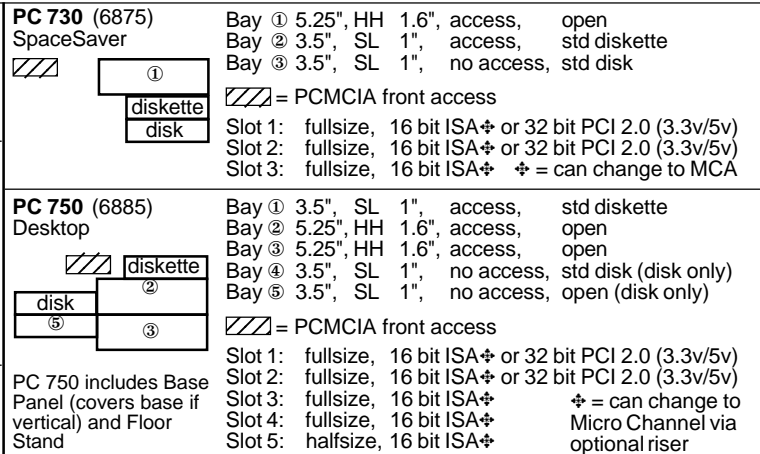 PC 730 (6875)
SpaceSaver
①
diskette
disk
Bay ① 5.25", HH 1.6", access, open
Bay ② 3.5", SL 1", access, std diskette
Bay ③ 3.5", SL 1", no access, std disk
= PCMCIA front access
Slot 1: fullsize, 16 bit ISA✥ or 32 bit PCI 2.0 (3.3v/5v)
Slot 2: fullsize, 16 bit ISA✥ or 32 bit PCI 2.0 (3.3v/5v)
Slot 3: fullsize, 16 bit ISA✥ ✥ = can change to MCA
PC 750 (6885)
Desktop
diskette
②
disk
⑤
③
PC 750 includes Base
Panel (covers base if
vertical) and Floor
Stand
Bay ① 3.5", SL 1", access, std diskette
Bay ② 5.25", HH 1.6", access, open
Bay ③ 5.25", HH 1.6", access, open
Bay ④ 3.5", SL 1", no access, std disk (disk only)
Bay ⑤ 3.5", SL 1", no access, open (disk only)
= PCMCIA front access
Slot 1: fullsize, 16 bit ISA✥ or 32 bit PCI 2.0 (3.3v/5v)
Slot 2: fullsize, 16 bit ISA✥ or 32 bit PCI 2.0 (3.3v/5v)
Slot 3: fullsize, 16 bit ISA✥ ✥ = can change to
Slot 4: fullsize, 16 bit ISA✥ Micro Channel via
Slot 5: halfsize, 16 bit ISA✥ optional riser